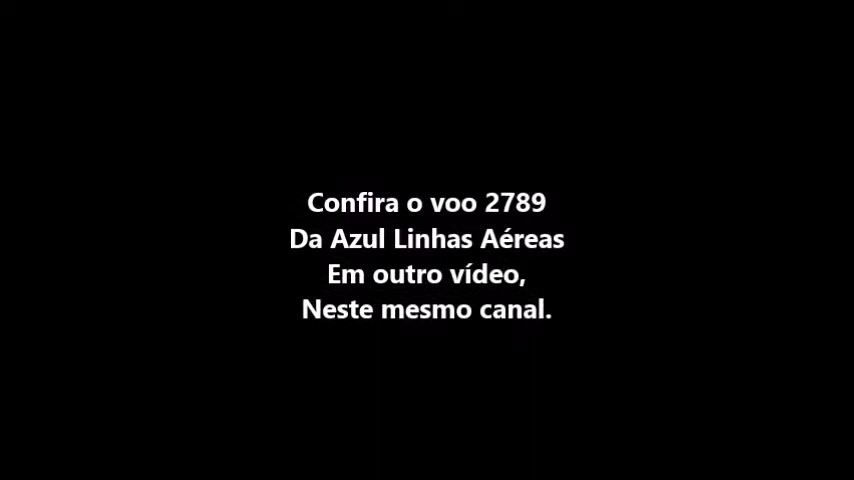 Confira o voo 2789
Da Azul Linhas Aéreas
Em outro vídeo,
Neste mesmo canal.